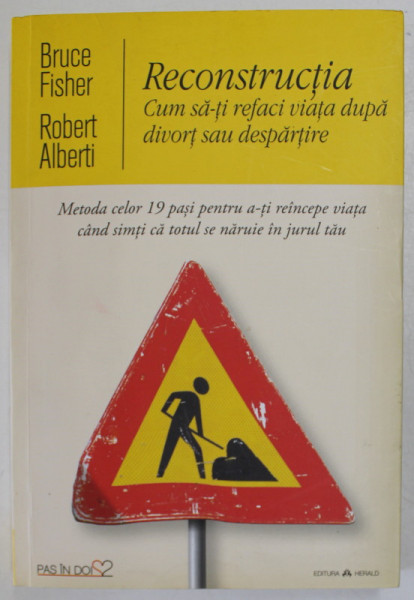 Bruce
Fisher
Robert
Alberti
Reconstrucția
Cum să-ți refaci viața după
divorț sau despărțire
Metoda celor 19 pași pentru a-ți reîncepe viața
când simți că totul se năruie în jurul tău
PAS ÎN DOI
EDITURA HERALD